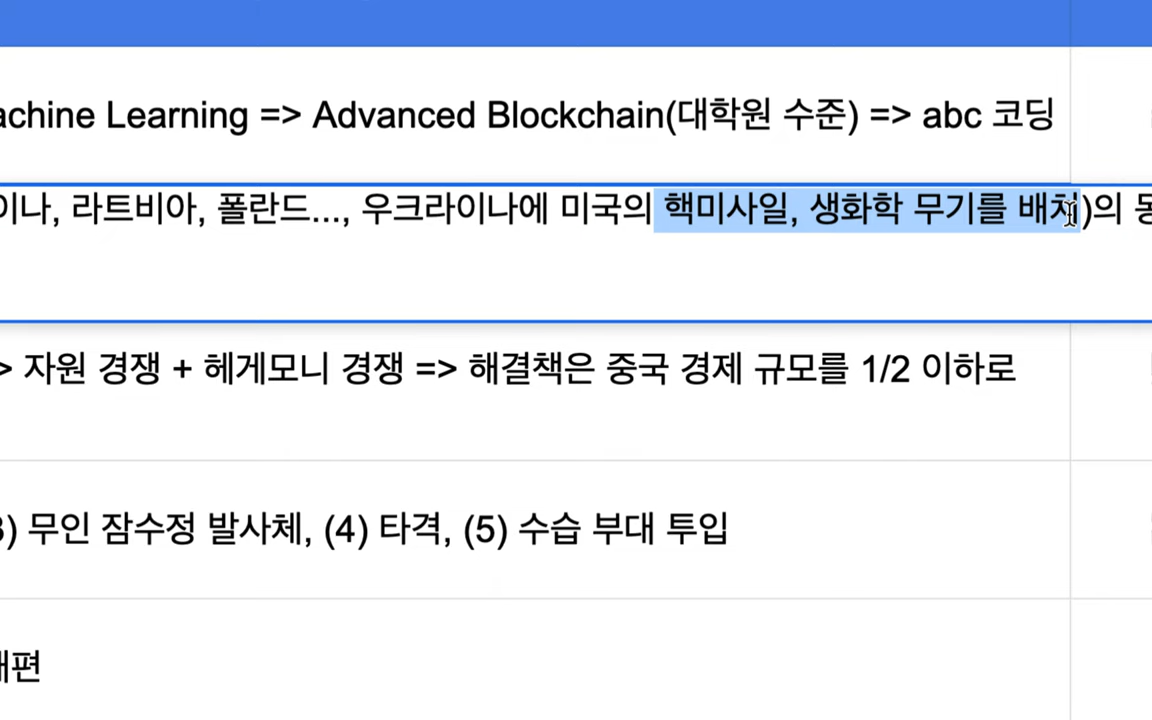 achine Learning => Advanced Blockchain(대학원 수준) => abc 코딩
이나, 라트비아, 폴란드..., 우크라이나에 미국의 핵미사일, 생화학 무기를 배치)의
> 자원 경쟁 + 헤게모니 경쟁 => 해결책은 중국 경제 규모를 1/2 이하로
3) 무인 잠수정 발사체, (4) 타격, (5) 수습 부대 투입
개편